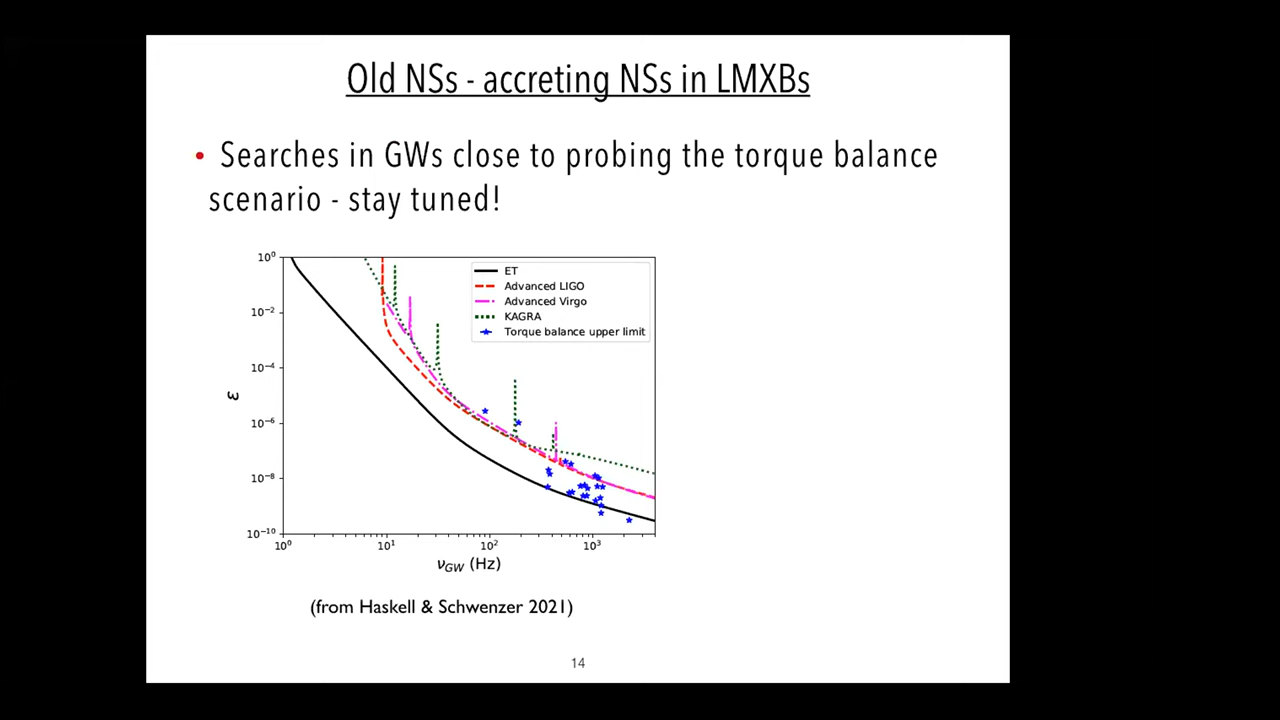 Old NSs - accreting NSs in LMXBs
• Searches in GWs close to probing the torque balance
scenario - stay tuned!
10⁰
10⁻²
10⁻⁴
10⁻⁶
10⁻⁸
10⁻¹⁰
ε
ET
Advanced LIGO
Advanced Virgo
KAGRA
Torque balance upper limit
10⁰ 10¹ 10² 10³
νGW (Hz)
(from Haskell & Schwenzer 2021)
14